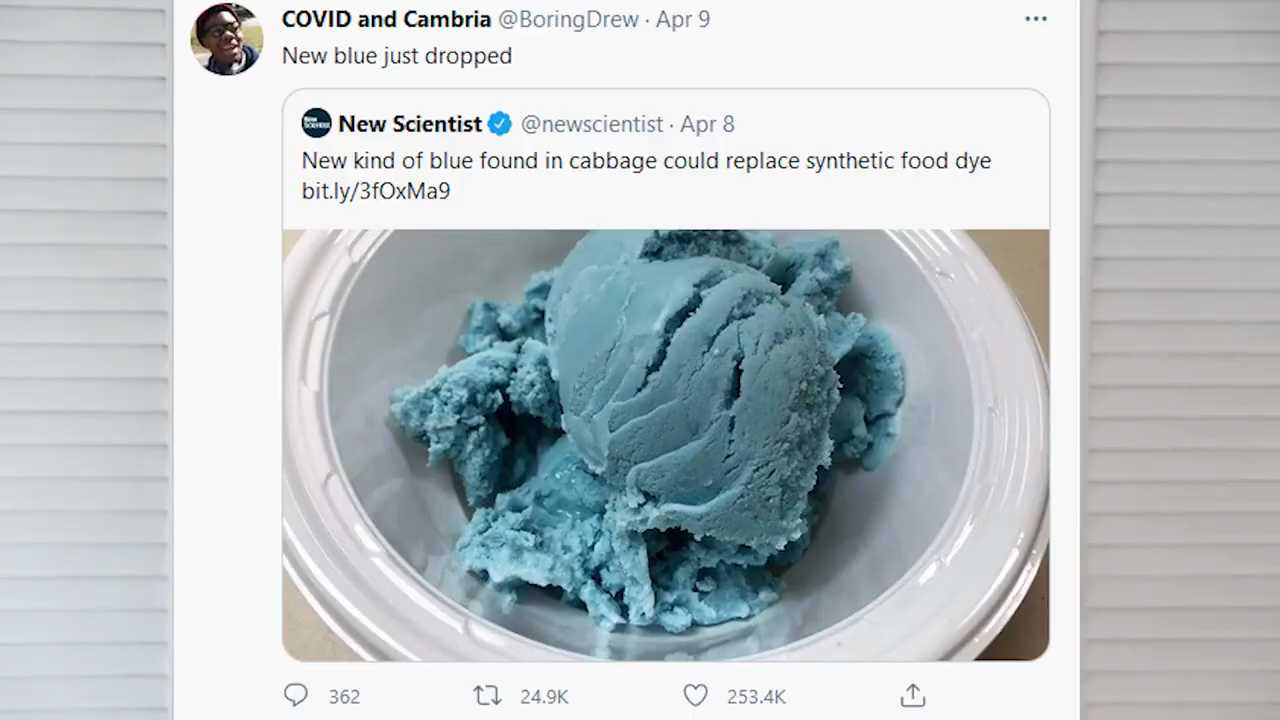 COVID and Cambria @BoringDrew · Apr 9
New blue just dropped
New Scientist @newscientist · Apr 8
New kind of blue found in cabbage could replace synthetic food dye
bit.ly/3fOxMa9
362 24.9K 253.4K